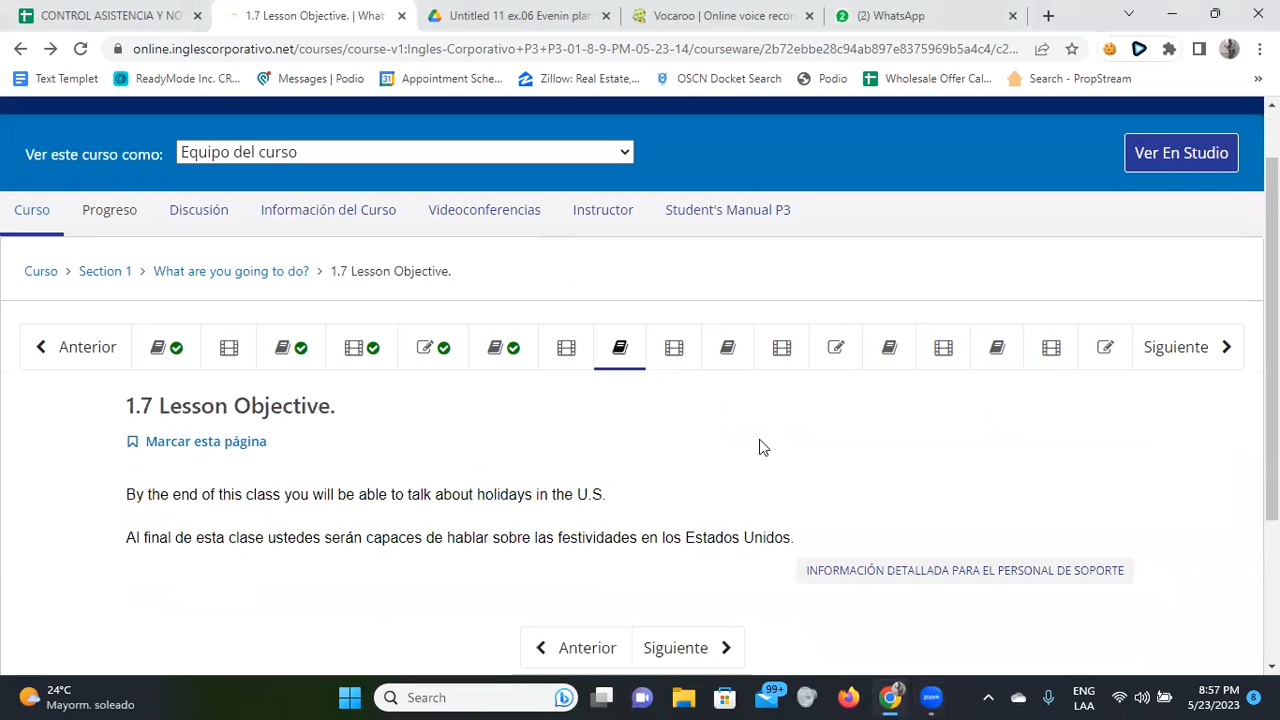 CONTROL ASISTENCIA Y NO
1.7 Lesson Objective. | What
Untitled 11 ex.06 Evenin plan
Vocaroo | Online voice recor
(2) WhatsApp
online.inglescorporativo.net/courses/course-v1:Ingles-Corporativo+P3+P3-01-8-9-PM-05-23-14/courseware/2b72ebbe28c94ab897e8375969b5a4c4/c2...
Text Templet
ReadyMode Inc. CR...
Messages | Podio
Appointment Sche...
Zillow: Real Estate,...
OSCN Docket Search
Podio
Wholesale Offer Cal...
Search - PropStream
Ver este curso como:
Equipo del curso
Ver En Studio
Curso
Progreso
Discusión
Información del Curso
Videoconferencias
Instructor
Student's Manual P3
Curso > Section 1 > What are you going to do? > 1.7 Lesson Objective.
Anterior
Siguiente
1.7 Lesson Objective.
Marcar esta página
By the end of this class you will be able to talk about holidays in the U.S.
Al final de esta clase ustedes serán capaces de hablar sobre las festividades en los Estados Unidos.
INFORMACIÓN DETALLADA PARA EL PERSONAL DE SOPORTE
Anterior
Siguiente
24°C
Mayorm. soleado
Search
99+
zoom
ENG
LAA
8:57 PM
5/23/2023
8